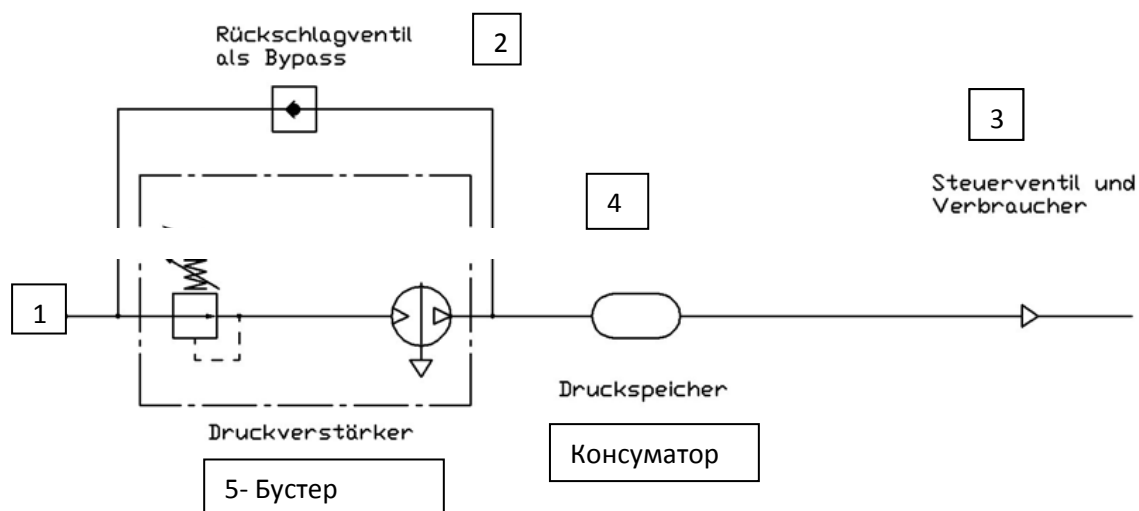 Rückschlagventil
als Bypass
2
3
Steuerventil und
Verbraucher
4
1
Druckspeicher
Druckverstärker
Консуматор
5- Бустер